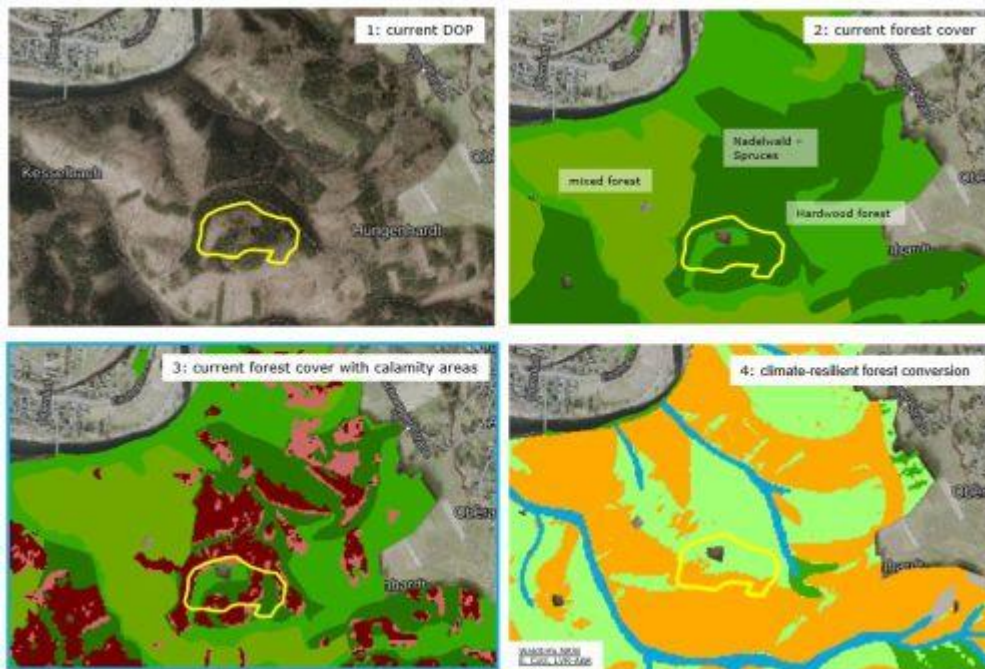 1: current DOP
Kesselbach
Hungenhardt
2: current forest cover
Nadelwald –
Spruces
mixed forest
Hardwood forest
3: current forest cover with calamity areas
4: climate-resilient forest conversion